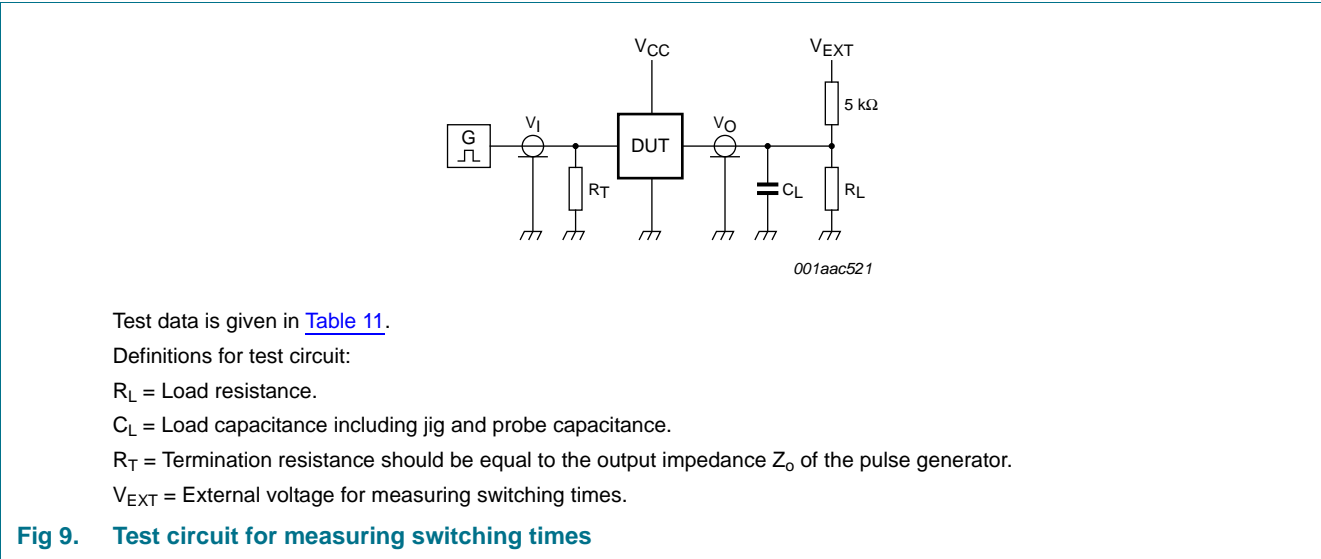 V_CC
V_EXT
5 kΩ
G
V_I
DUT
V_O
R_T
C_L
R_L
001aac521
Test data is given in Table 11.
Definitions for test circuit:
R_L = Load resistance.
C_L = Load capacitance including jig and probe capacitance.
R_T = Termination resistance should be equal to the output impedance Z_o of the pulse generator.
V_EXT = External voltage for measuring switching times.
Fig 9. Test circuit for measuring switching times